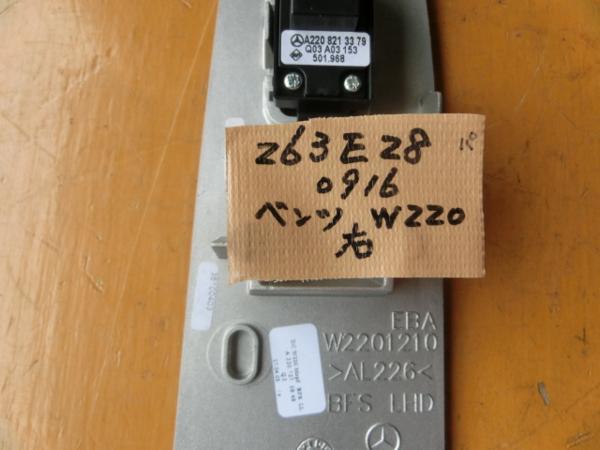 A220 821 33 79
Q03 A03 153
501.968
Z63E28
0916
ベンツ W220
右
EBA
W2201210
>AL226<
BFS LHD